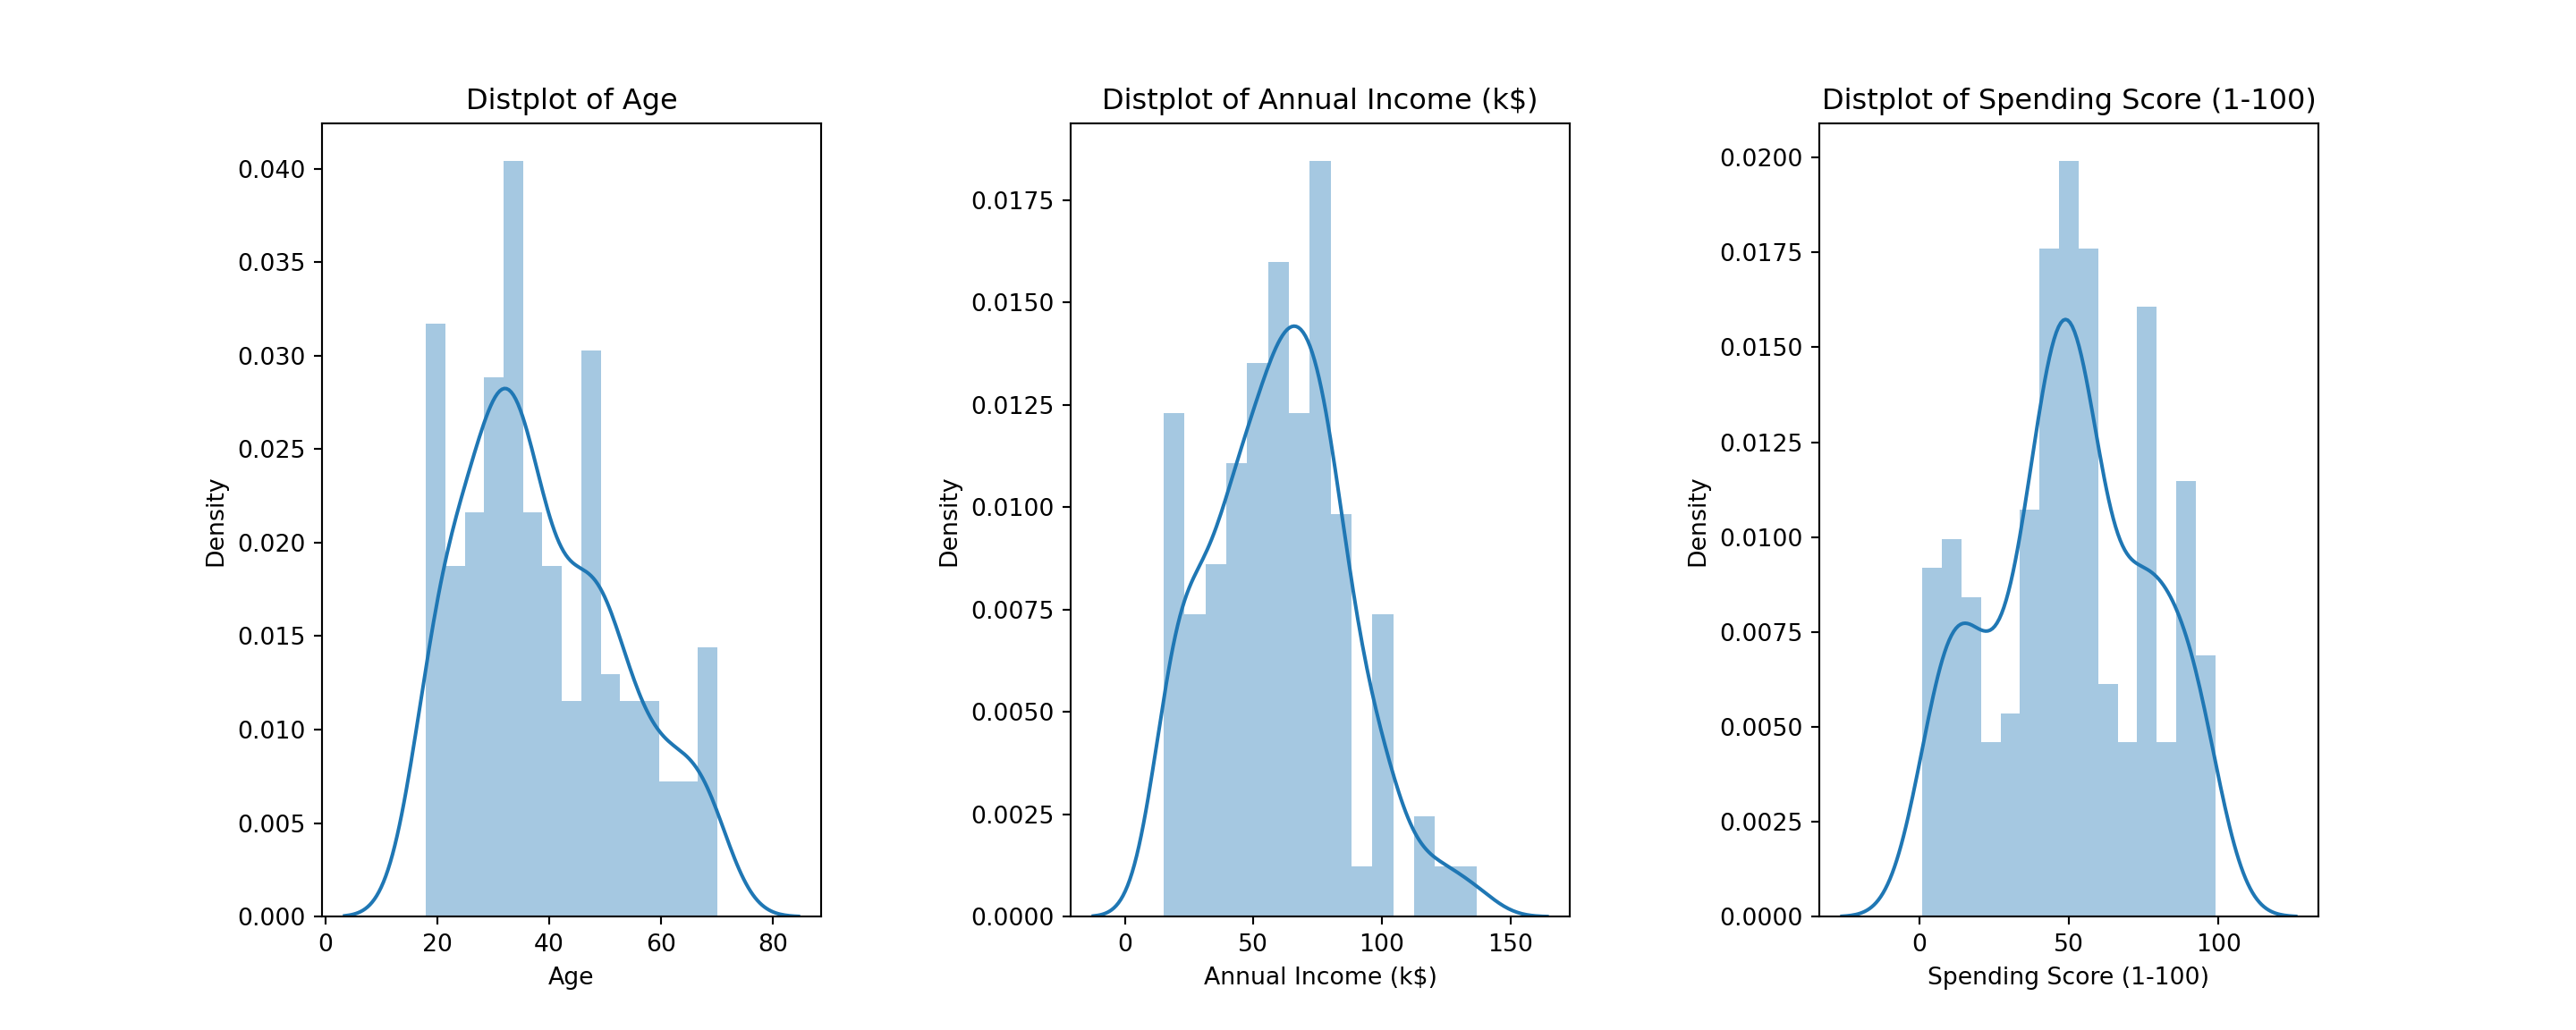 Distplot of Age
0.040
0.035
0.030
0.025
0.020
0.015
0.010
0.005
0.000
Density
0 20 40 60 80
Age
Distplot of Annual Income (k$)
0.0175
0.0150
0.0125
0.0100
0.0075
0.0050
0.0025
0.0000
Density
0 50 100 150
Annual Income (k$)
Distplot of Spending Score (1-100)
0.0200
0.0175
0.0150
0.0125
0.0100
0.0075
0.0050
0.0025
0.0000
Density
0 50 100
Spending Score (1-100)